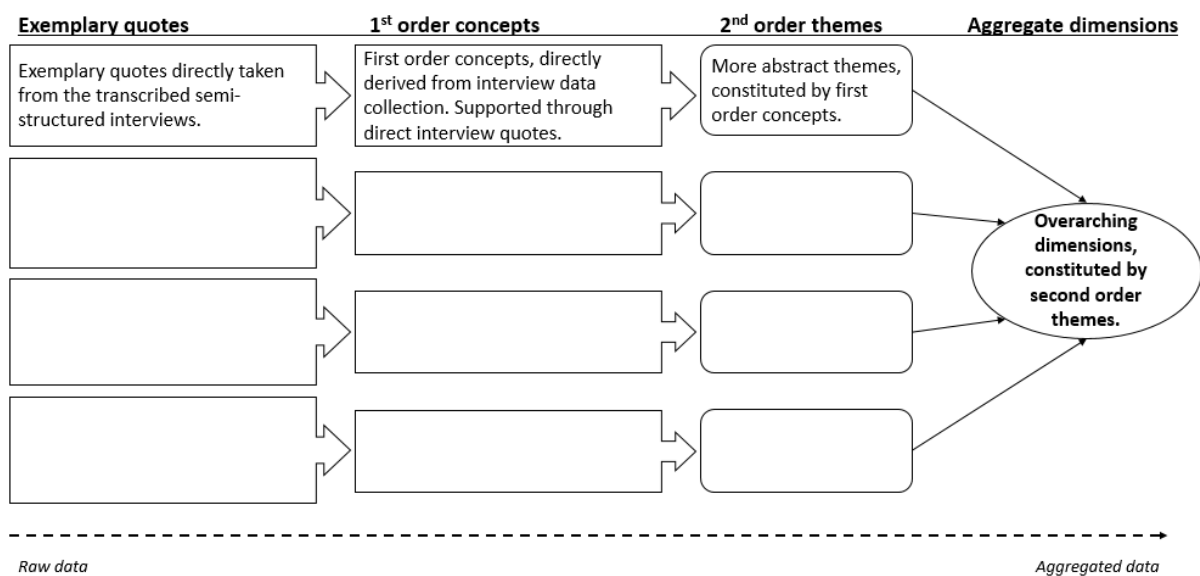 Exemplary quotes
1st order concepts
2nd order themes
Aggregate dimensions
Exemplary quotes directly taken
from the transcribed semi-
structured interviews.
First order concepts, directly
derived from interview data
collection. Supported through
direct interview quotes.
More abstract themes,
constituted by first
order concepts.
Overarching
dimensions,
constituted by
second order
themes.
Raw data
Aggregated data